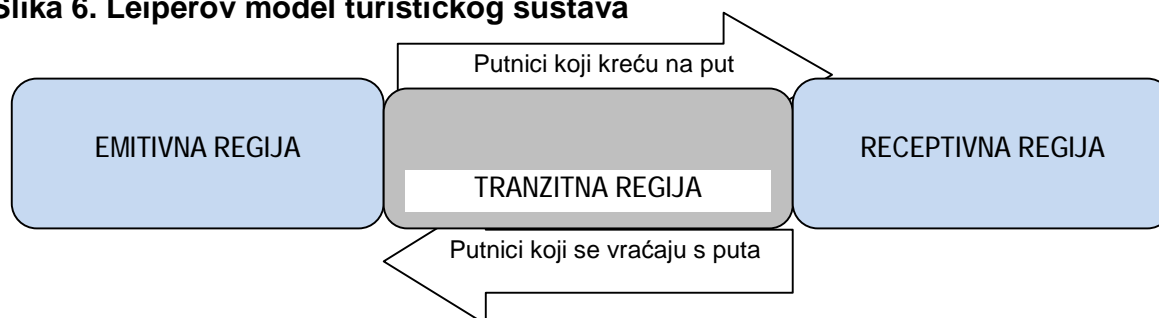 Slika 6. Leiperov model turističkog sustava
Putnici koji kreću na put
EMITIVNA REGIJA
TRANZITNA REGIJA
RECEPTIVNA REGIJA
Putnici koji se vraćaju s puta